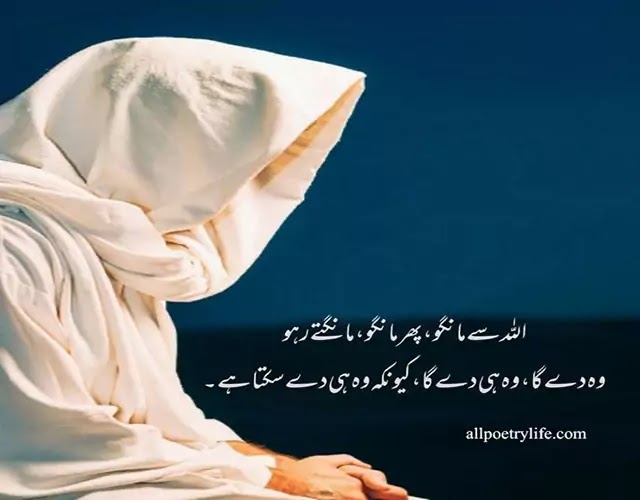 اللہ سے مانگو، پھر مانگو، مانگتے رہو
وہ دے گا، وہ ہی دے گا، کیونکہ وہ ہی دے سکتا ہے۔
allpoetrylife.com